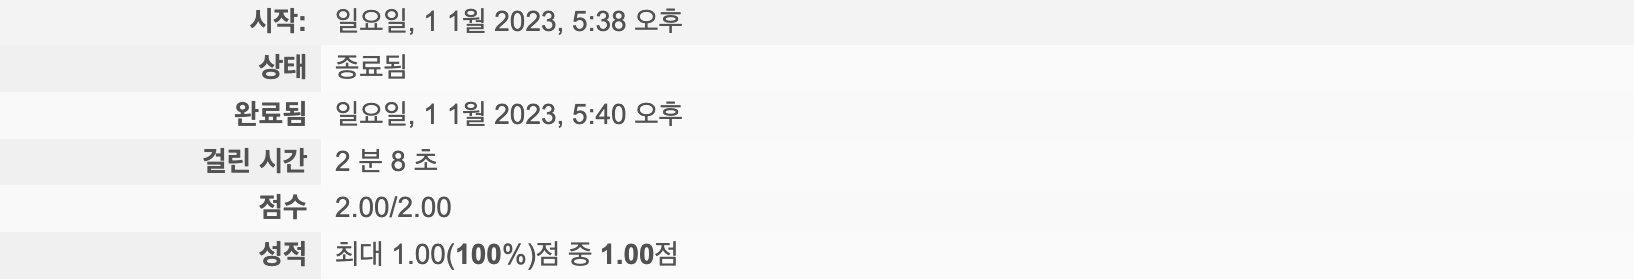 시작: 일요일, 1 1월 2023, 5:38 오후
상태 종료됨
완료됨 일요일, 1 1월 2023, 5:40 오후
걸린 시간 2 분 8 초
점수 2.00/2.00
성적 최대 1.00(100%)점 중 1.00점